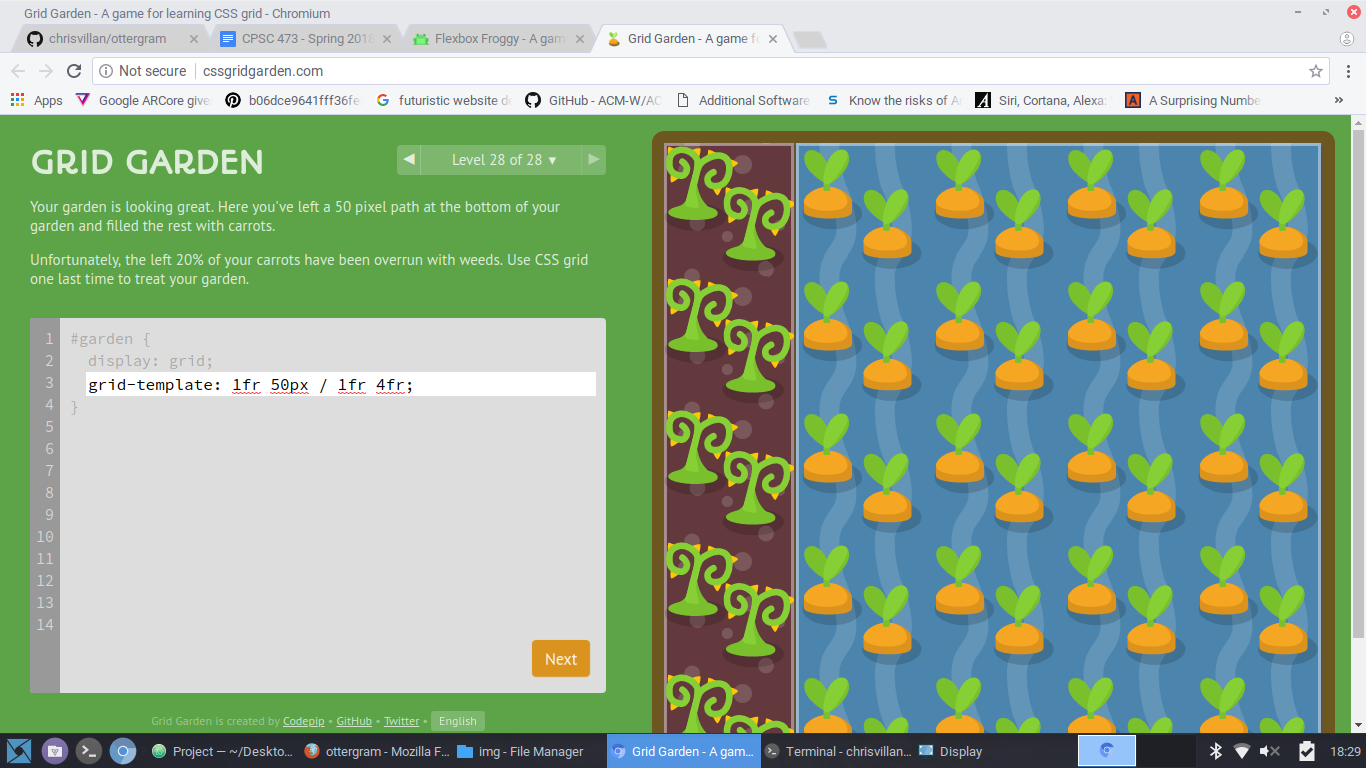 Grid Garden - A game for learning CSS grid - Chromium
chrisvillan/ottergram
CPSC 473 - Spring 2018
Flexbox Froggy - A gam
Grid Garden - A game fo
Not secure
cssgridgarden.com
Apps
Google ARCore give
b06dce9641fff36fe
futuristic website de
GitHub - ACM-W/AC
Additional Software
Know the risks of A
Siri, Cortana, Alexa:
A Surprising Numbe
»
GRID GARDEN
Level 28 of 28 ▼
Your garden is looking great. Here you've left a 50 pixel path at the bottom of your
garden and filled the rest with carrots.
Unfortunately, the left 20% of your carrots have been overrun with weeds. Use CSS grid
one last time to treat your garden.
1 #garden {
2 display: grid;
3 grid-template: 1fr 50px / 1fr 4fr;
4 }
5
6
7
8
9
10
11
12
13
14
Next
Grid Garden is created by Codepip • GitHub • Twitter • English
Project — ~/Deskto...
ottergram - Mozilla F...
img - File Manager
Grid Garden - A gam...
Terminal - chrisvillan...
Display
18:29